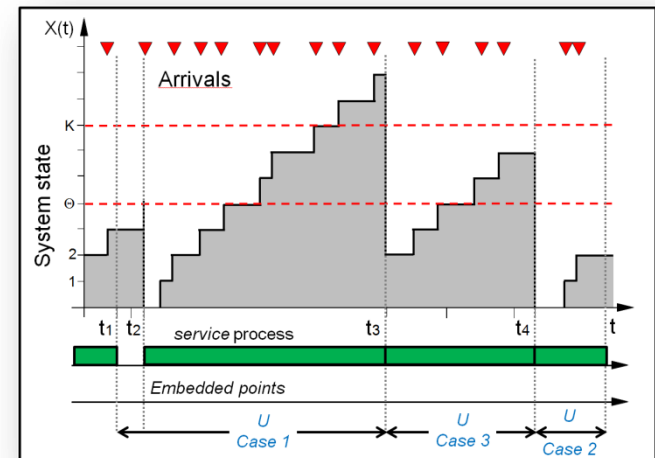 X(t)
Arrivals
K
Θ
2
1
System state
t1 t2 service process t3 t4 t
Embedded points
U U U
Case 1 Case 3 Case 2